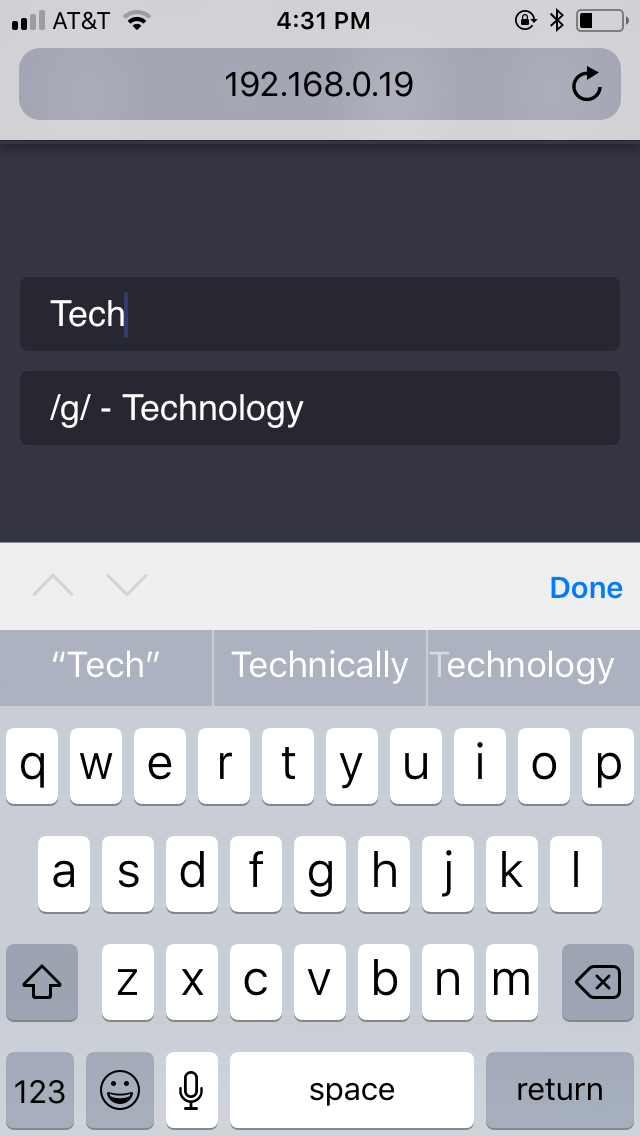 AT&T 4:31 PM
192.168.0.19
Tech
/g/ - Technology
Done
“Tech” Technically Technology
q w e r t y u i o p
a s d f g h j k l
z x c v b n m
123 space return